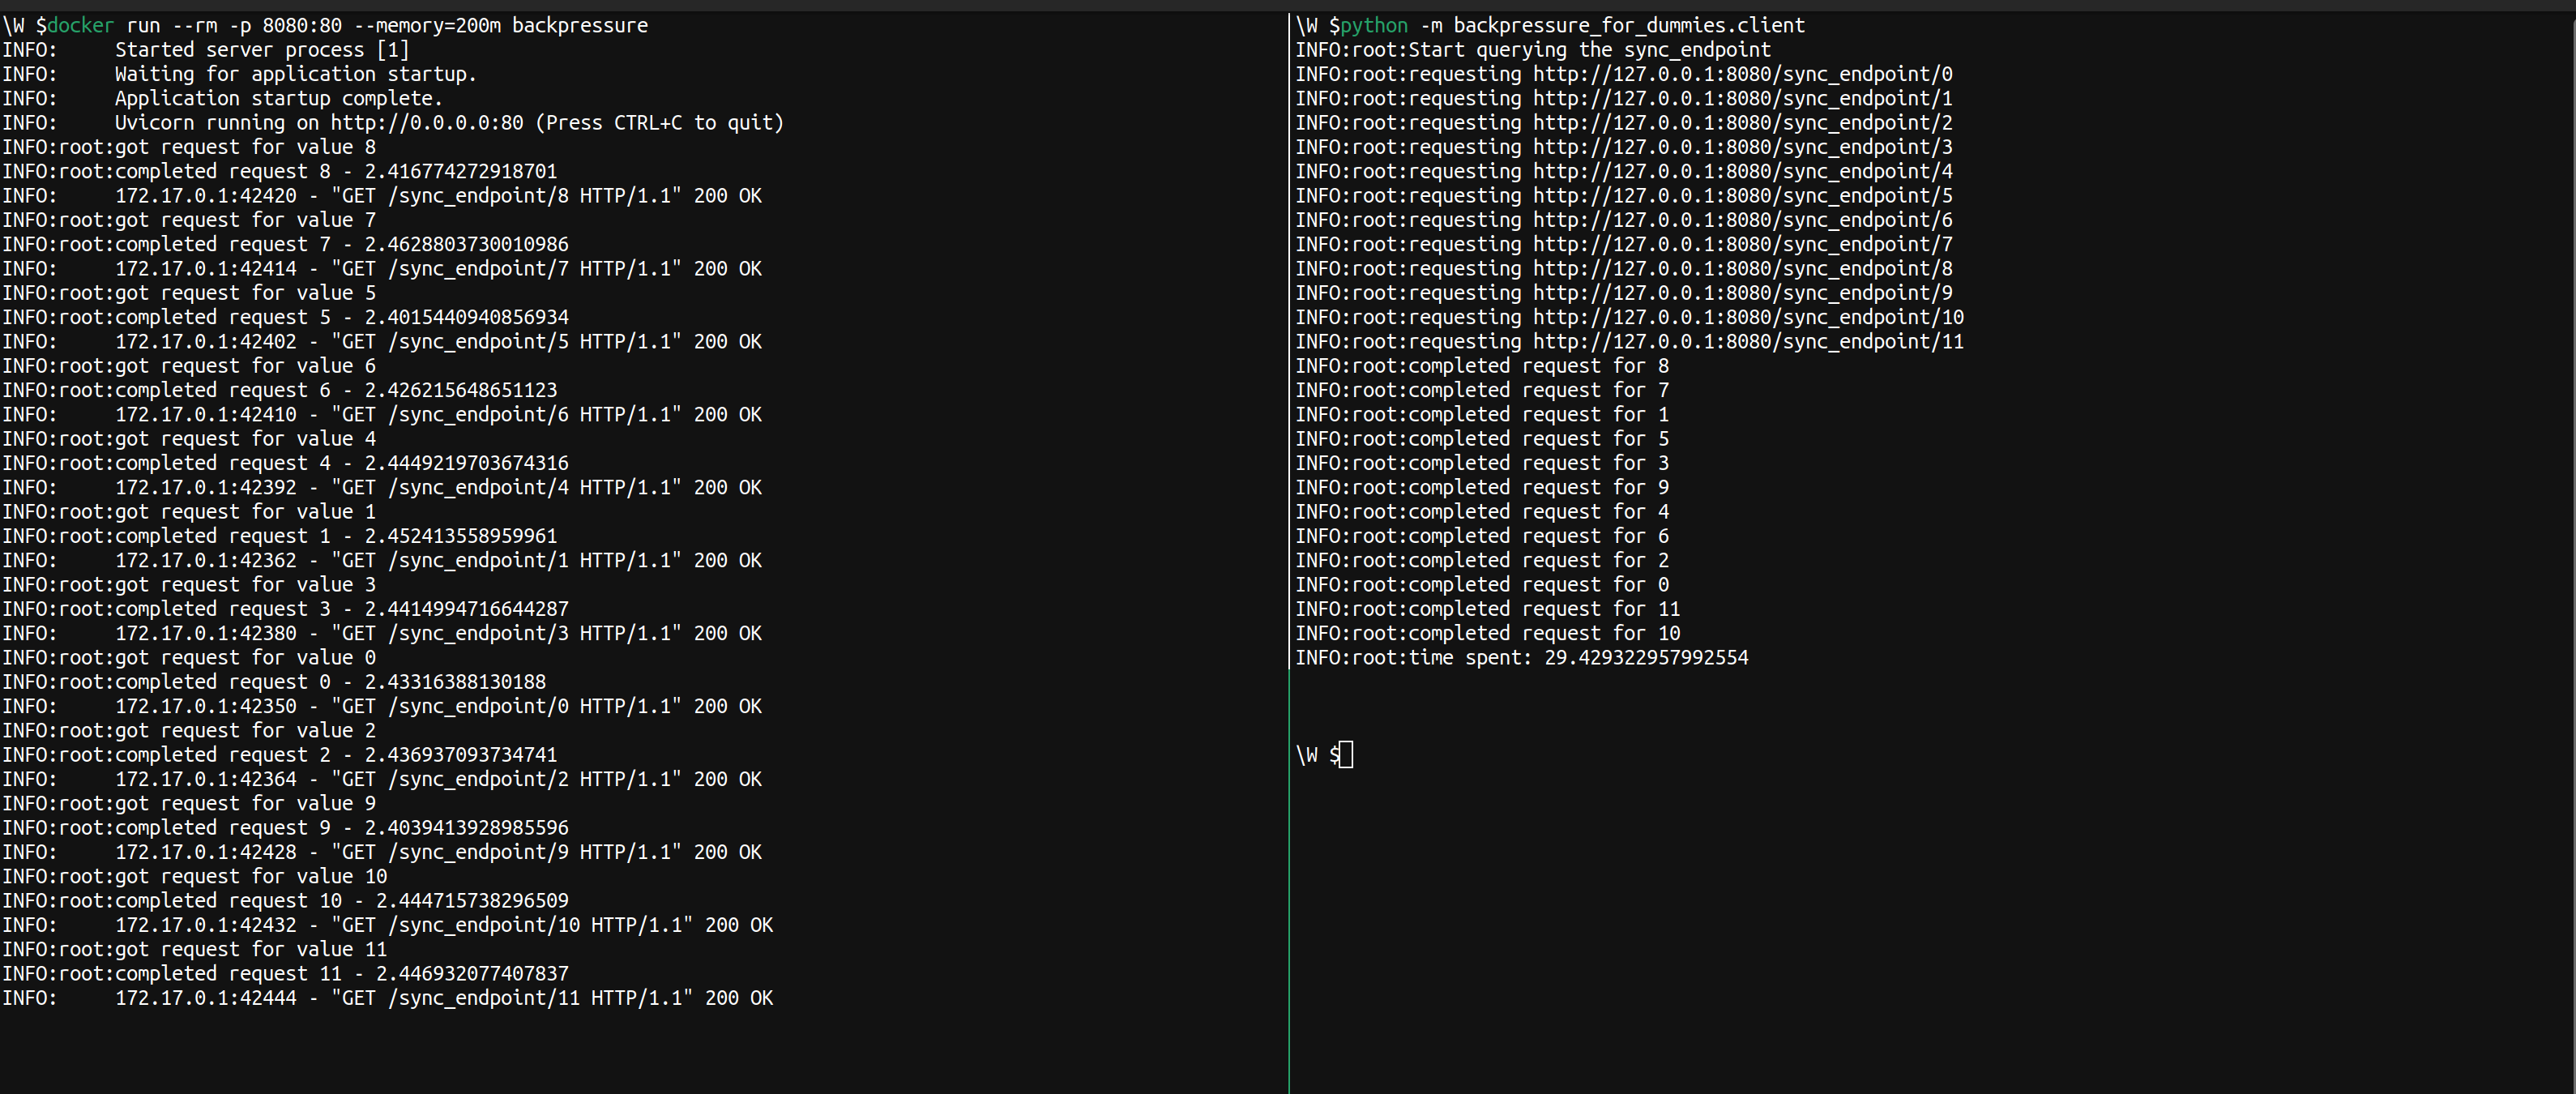 \W $docker run --rm -p 8080:80 --memory=200m backpressure
INFO:     Started server process [1]
INFO:     Waiting for application startup.
INFO:     Application startup complete.
INFO:     Uvicorn running on http://0.0.0.0:80 (Press CTRL+C to quit)
INFO:root:got request for value 8
INFO:root:completed request 8 - 2.416774272918701
INFO:     172.17.0.1:42420 - "GET /sync_endpoint/8 HTTP/1.1" 200 OK
INFO:root:got request for value 7
INFO:root:completed request 7 - 2.4628803730010986
INFO:     172.17.0.1:42414 - "GET /sync_endpoint/7 HTTP/1.1" 200 OK
INFO:root:got request for value 5
INFO:root:completed request 5 - 2.4015440940856934
INFO:     172.17.0.1:42402 - "GET /sync_endpoint/5 HTTP/1.1" 200 OK
INFO:root:got request for value 6
INFO:root:completed request 6 - 2.426215648651123
INFO:     172.17.0.1:42410 - "GET /sync_endpoint/6 HTTP/1.1" 200 OK
INFO:root:got request for value 4
INFO:root:completed request 4 - 2.4449219703674316
INFO:     172.17.0.1:42392 - "GET /sync_endpoint/4 HTTP/1.1" 200 OK
INFO:root:got request for value 1
INFO:root:completed request 1 - 2.452413558959961
INFO:     172.17.0.1:42362 - "GET /sync_endpoint/1 HTTP/1.1" 200 OK
INFO:root:got request for value 3
INFO:root:completed request 3 - 2.4414994716644287
INFO:     172.17.0.1:42380 - "GET /sync_endpoint/3 HTTP/1.1" 200 OK
INFO:root:got request for value 0
INFO:root:completed request 0 - 2.43316388130188
INFO:     172.17.0.1:42350 - "GET /sync_endpoint/0 HTTP/1.1" 200 OK
INFO:root:got request for value 2
INFO:root:completed request 2 - 2.436937093734741
INFO:     172.17.0.1:42364 - "GET /sync_endpoint/2 HTTP/1.1" 200 OK
INFO:root:got request for value 9
INFO:root:completed request 9 - 2.4039413928985596
INFO:     172.17.0.1:42428 - "GET /sync_endpoint/9 HTTP/1.1" 200 OK
INFO:root:got request for value 10
INFO:root:completed request 10 - 2.444715738296509
INFO:     172.17.0.1:42432 - "GET /sync_endpoint/10 HTTP/1.1" 200 OK
INFO:root:got request for value 11
INFO:root:completed request 11 - 2.446932077407837
INFO:     172.17.0.1:42444 - "GET /sync_endpoint/11 HTTP/1.1" 200 OK
\W $python -m backpressure_for_dummies.client
INFO:root:Start querying the sync_endpoint
INFO:root:requesting http://127.0.0.1:8080/sync_endpoint/0
INFO:root:requesting http://127.0.0.1:8080/sync_endpoint/1
INFO:root:requesting http://127.0.0.1:8080/sync_endpoint/2
INFO:root:requesting http://127.0.0.1:8080/sync_endpoint/3
INFO:root:requesting http://127.0.0.1:8080/sync_endpoint/4
INFO:root:requesting http://127.0.0.1:8080/sync_endpoint/5
INFO:root:requesting http://127.0.0.1:8080/sync_endpoint/6
INFO:root:requesting http://127.0.0.1:8080/sync_endpoint/7
INFO:root:requesting http://127.0.0.1:8080/sync_endpoint/8
INFO:root:requesting http://127.0.0.1:8080/sync_endpoint/9
INFO:root:requesting http://127.0.0.1:8080/sync_endpoint/10
INFO:root:requesting http://127.0.0.1:8080/sync_endpoint/11
INFO:root:completed request for 8
INFO:root:completed request for 7
INFO:root:completed request for 1
INFO:root:completed request for 5
INFO:root:completed request for 3
INFO:root:completed request for 9
INFO:root:completed request for 4
INFO:root:completed request for 6
INFO:root:completed request for 2
INFO:root:completed request for 0
INFO:root:completed request for 11
INFO:root:completed request for 10
INFO:root:time spent: 29.429322957992554
\W $